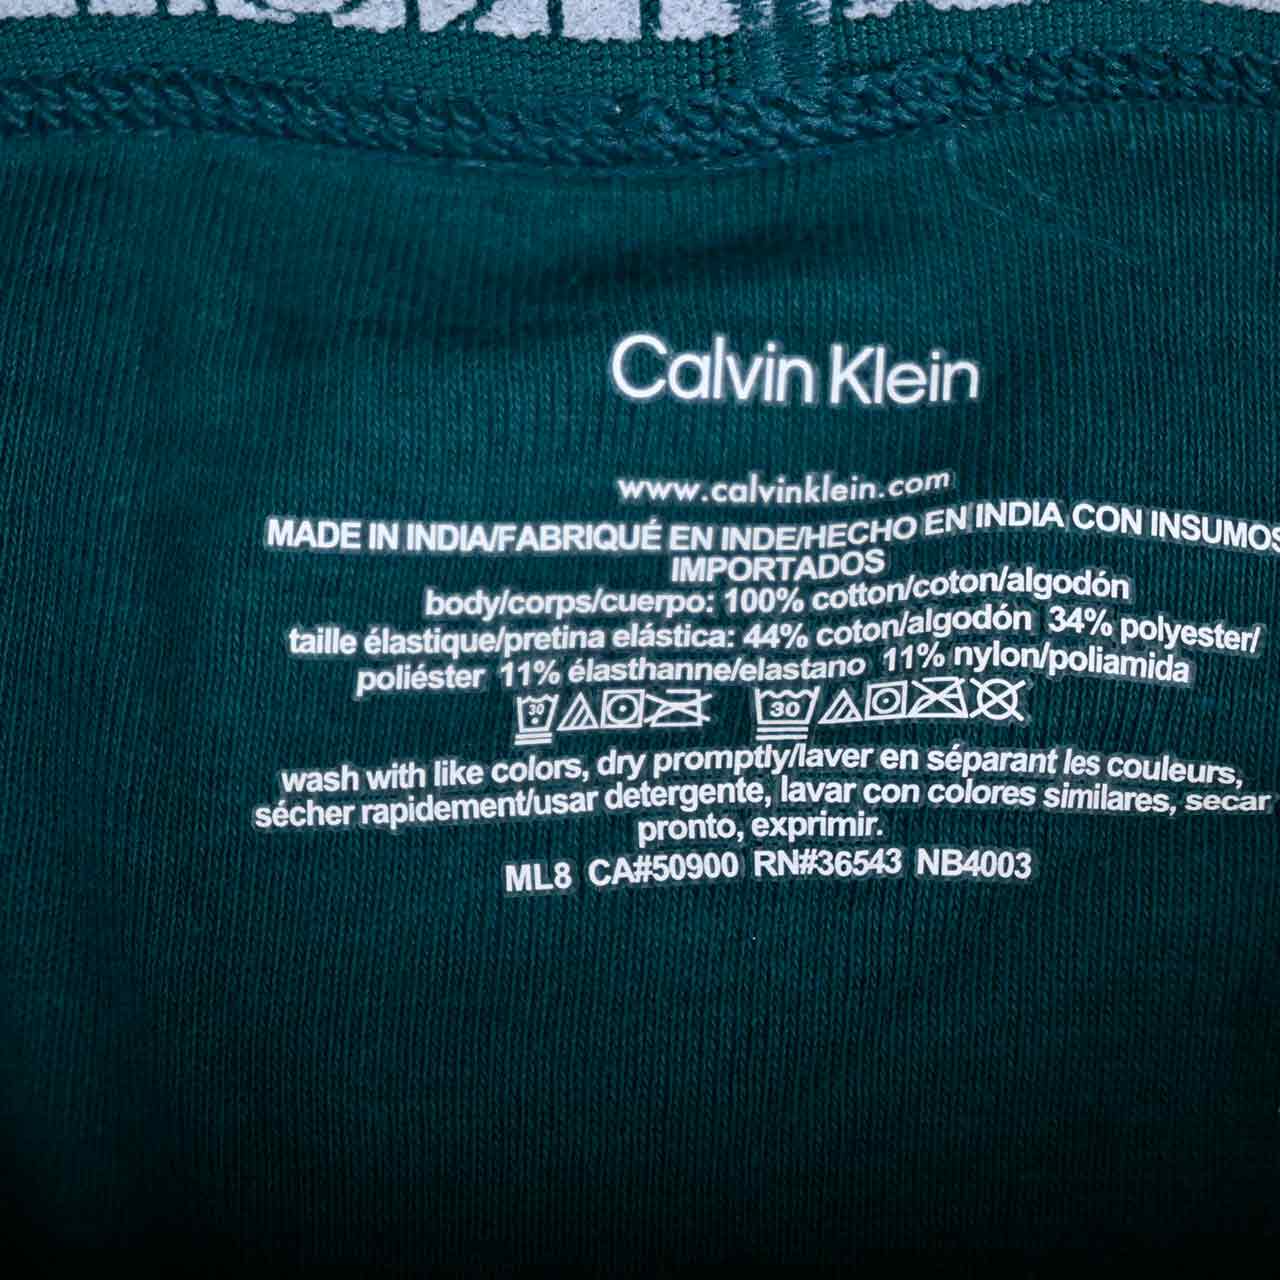 Calvin Klein
www.calvinklein.com
MADE IN INDIA/FABRIQUÉ EN INDE/HECHO EN INDIA CON INSUMOS
IMPORTADOS
body/corps/cuerpo: 100% cotton/coton/algodón
taille élastique/pretina elástica: 44% coton/algodón 34% polyester/
poliéster 11% élasthanne/elastano 11% nylon/poliamida
30 30
wash with like colors, dry promptly/laver en séparant les couleurs,
sécher rapidement/usar detergente, lavar con colores similares, secar
pronto, exprimir.
ML8 CA#50900 RN#36543 NB4003